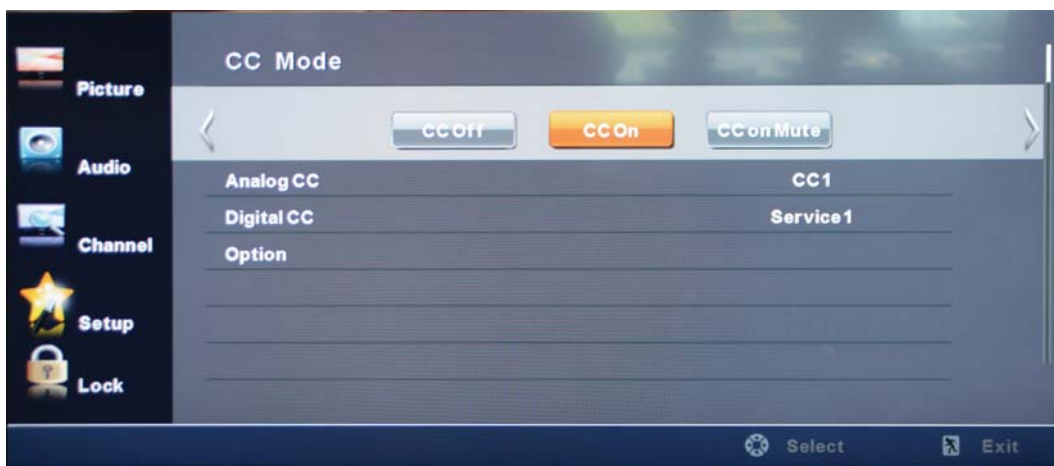 CC Mode
Picture
CC Off CC On CC on Mute
Audio
Analog CC CC1
Digital CC Service1
Channel
Option
Setup
Lock
Select Exit